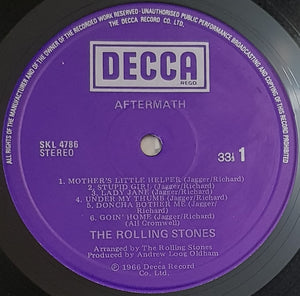 ALL RIGHTS OF THE MANUFACTURER AND OF THE OWNER OF THE RECORDED WORK RESERVED · UNAUTHORISED PUBLIC PERFORMANCE BROADCASTING AND COPYING OF THIS RECORD PROHIBITED
THE DECCA RECORD CO. LTD.
DECCA
REGD.
AFTERMATH
SKL 4786
STEREO
33⅓ 1
1. MOTHER'S LITTLE HELPER (Jagger/Richard)
2. STUPID GIRL (Jagger/Richard)
3. LADY JANE (Jagger/Richard)
4. UNDER MY THUMB (Jagger/Richard)
5. DONCHA BOTHER ME (Jagger/Richard)
6. GOIN' HOME (Jagger/Richard)
THE ROLLING STONES
Arranged by The Rolling Stones
Produced by Andrew Loog Oldham
℗ 1966 Decca Record
Co. Ltd.